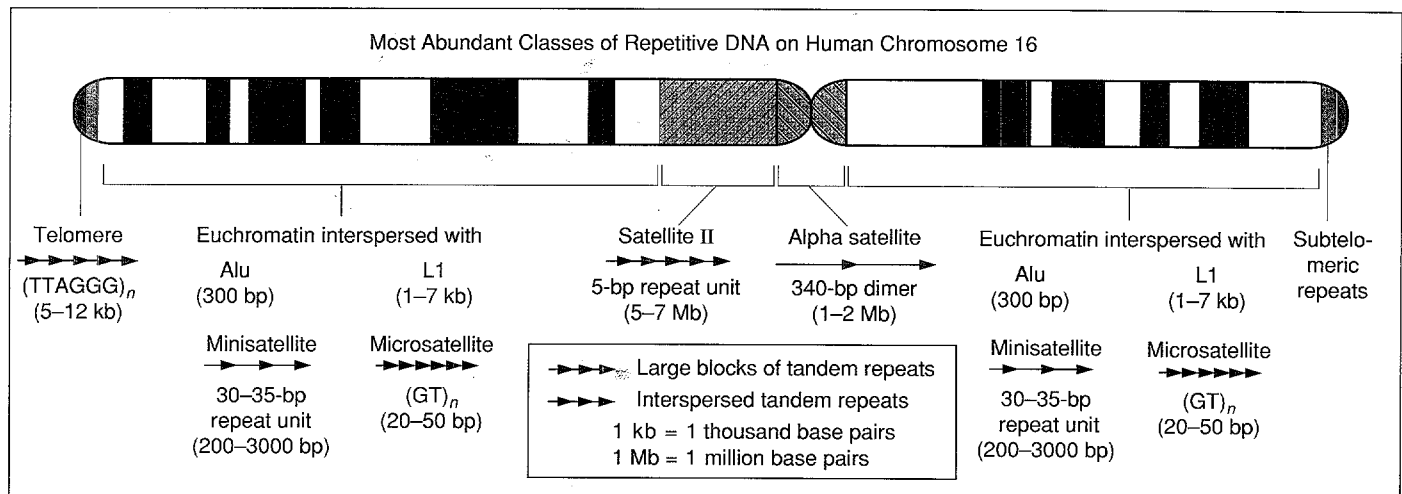 Most Abundant Classes of Repetitive DNA on Human Chromosome 16
Telomere
(TTAGGG)n
(5–12 kb)
Euchromatin interspersed with
Alu
(300 bp)
L1
(1–7 kb)
Minisatellite
30–35-bp
repeat unit
(200–3000 bp)
Microsatellite
(GT)n
(20–50 bp)
Satellite II
5-bp repeat unit
(5–7 Mb)
Alpha satellite
340-bp dimer
(1–2 Mb)
Large blocks of tandem repeats
Interspersed tandem repeats
1 kb = 1 thousand base pairs
1 Mb = 1 million base pairs
Euchromatin interspersed with
Alu
(300 bp)
L1
(1–7 kb)
Minisatellite
30–35-bp
repeat unit
(200–3000 bp)
Microsatellite
(GT)n
(20–50 bp)
Subtelo-
meric
repeats